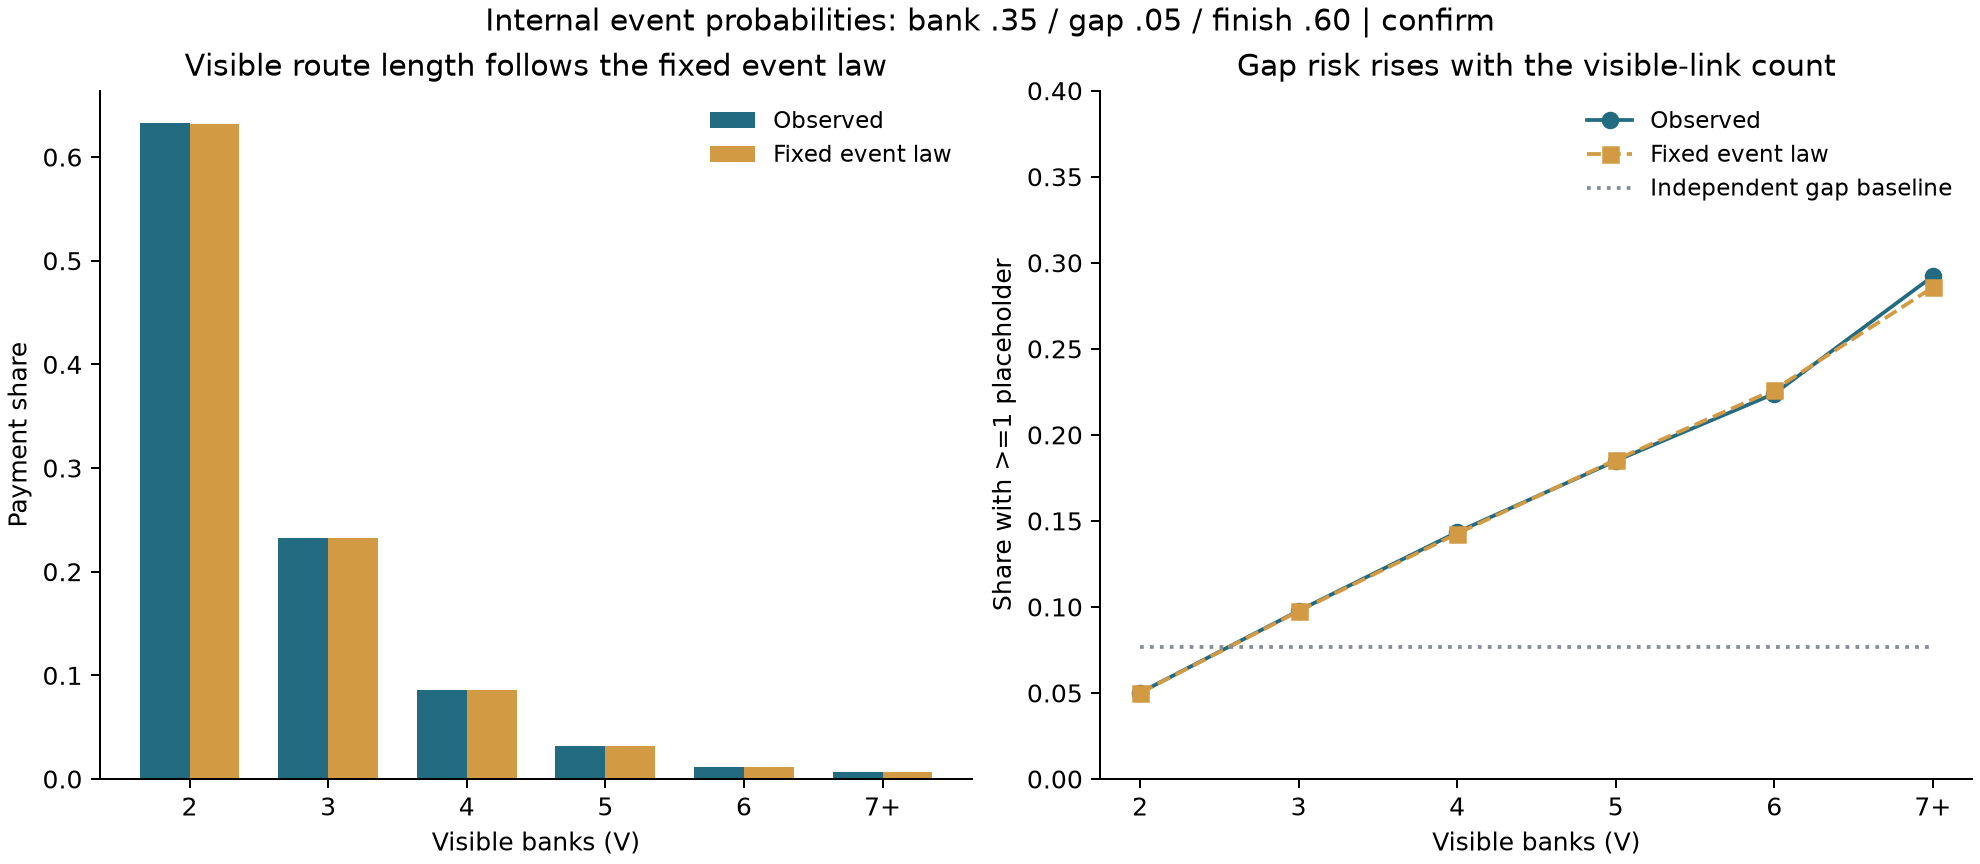 Internal event probabilities: bank .35 / gap .05 / finish .60 | confirm
Visible route length follows the fixed event law
Observed
Fixed event law
Payment share
0.6
0.5
0.4
0.3
0.2
0.1
0.0
2 3 4 5 6 7+
Visible banks (V)
Gap risk rises with the visible-link count
Observed
Fixed event law
Independent gap baseline
Share with >=1 placeholder
0.40
0.35
0.30
0.25
0.20
0.15
0.10
0.05
0.00
2 3 4 5 6 7+
Visible banks (V)